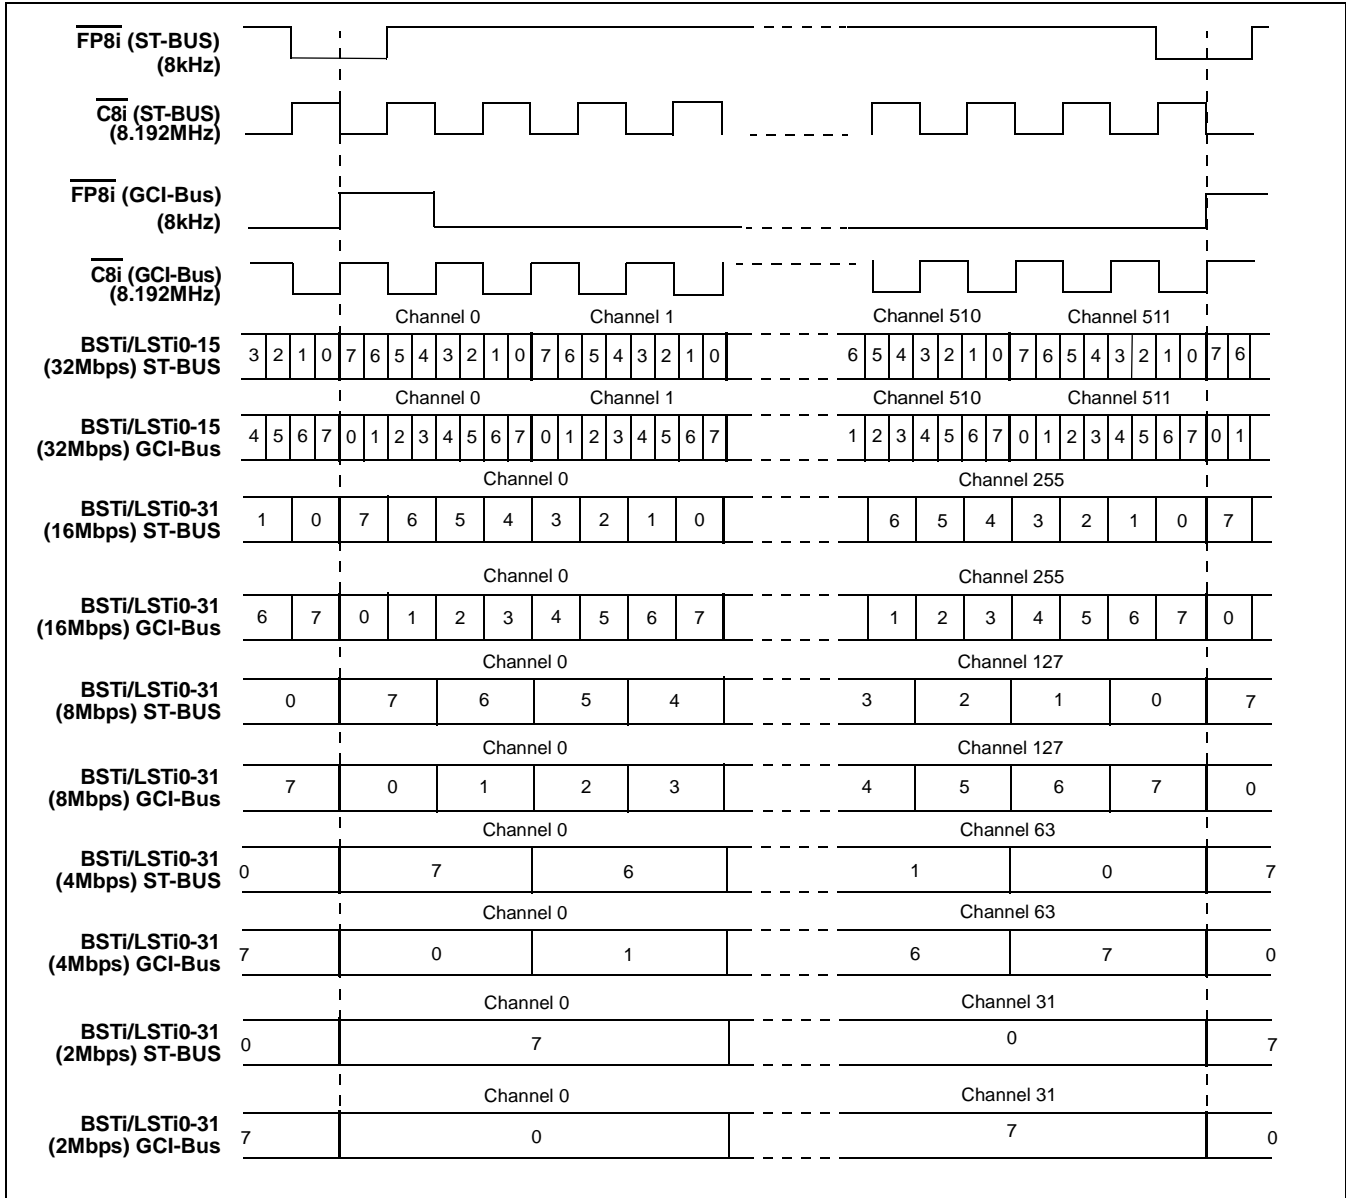 FP8i (ST-BUS)
(8kHz)
C8i (ST-BUS)
(8.192MHz)
FP8i (GCI-Bus)
(8kHz)
C8i (GCI-Bus)
(8.192MHz)
Channel 0 Channel 1 Channel 510 Channel 511
BSTi/LSTi0-15
(32Mbps) ST-BUS
3 2 1 0 7 6 5 4 3 2 1 0 7 6 5 4 3 2 1 0 6 5 4 3 2 1 0 7 6 5 4 3 2 1 0 7 6
Channel 0 Channel 1 Channel 510 Channel 511
BSTi/LSTi0-15
(32Mbps) GCI-Bus
4 5 6 7 0 1 2 3 4 5 6 7 0 1 2 3 4 5 6 7 1 2 3 4 5 6 7 0 1 2 3 4 5 6 7 0 1
Channel 0 Channel 255
BSTi/LSTi0-31
(16Mbps) ST-BUS
1 0 7 6 5 4 3 2 1 0 6 5 4 3 2 1 0 7
Channel 0 Channel 255
BSTi/LSTi0-31
(16Mbps) GCI-Bus
6 7 0 1 2 3 4 5 6 7 1 2 3 4 5 6 7 0
Channel 0 Channel 127
BSTi/LSTi0-31
(8Mbps) ST-BUS
0 7 6 5 4 3 2 1 0 7
Channel 0 Channel 127
BSTi/LSTi0-31
(8Mbps) GCI-Bus
7 0 1 2 3 4 5 6 7 0
Channel 0 Channel 63
BSTi/LSTi0-31
(4Mbps) ST-BUS
0 7 6 1 0 7
Channel 0 Channel 63
BSTi/LSTi0-31
(4Mbps) GCI-Bus
7 0 1 6 7 0
Channel 0 Channel 31
BSTi/LSTi0-31
(2Mbps) ST-BUS
0 7 0 7
Channel 0 Channel 31
BSTi/LSTi0-31
(2Mbps) GCI-Bus
7 0 7 0